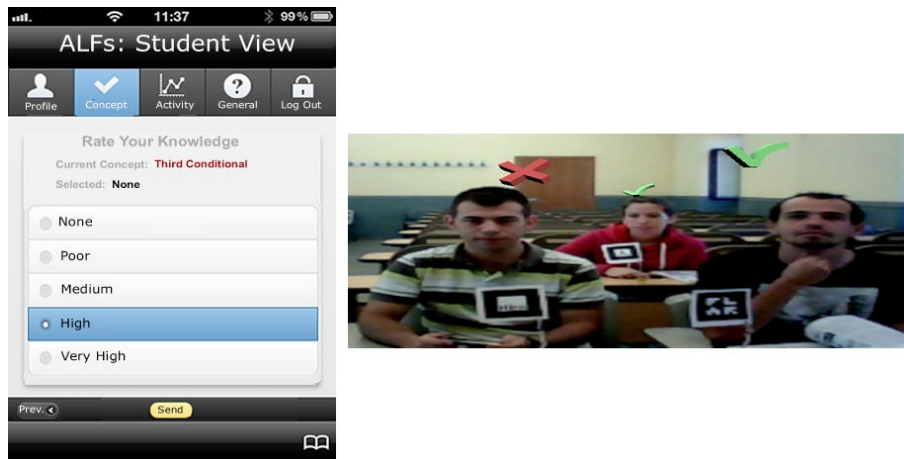 11:37
99%
ALFs: Student View
Profile
Concept
Activity
General
Log Out
Rate Your Knowledge
Current Concept: Third Conditional
Selected: None
None
Poor
Medium
High
Very High
Prev.
Send